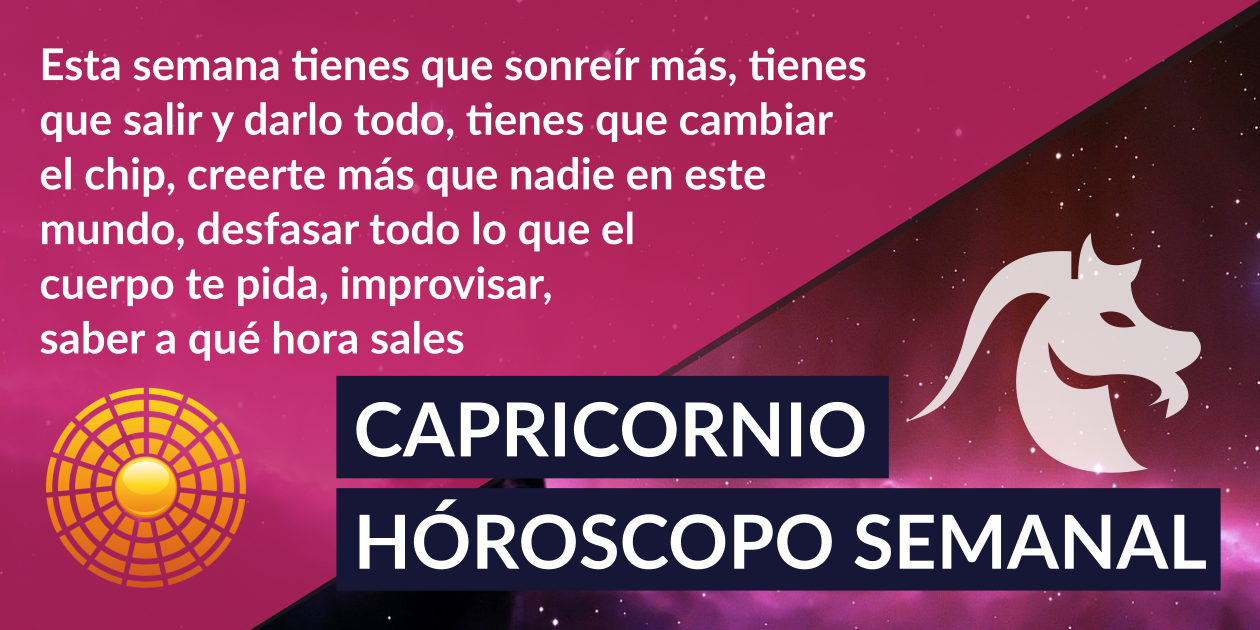 Esta semana tienes que sonreír más, tienes
que salir y darlo todo, tienes que cambiar
el chip, creerte más que nadie en este
mundo, desfasar todo lo que el
cuerpo te pida, improvisar,
saber a qué hora sales
CAPRICORNIO
HÓROSCOPO SEMANAL